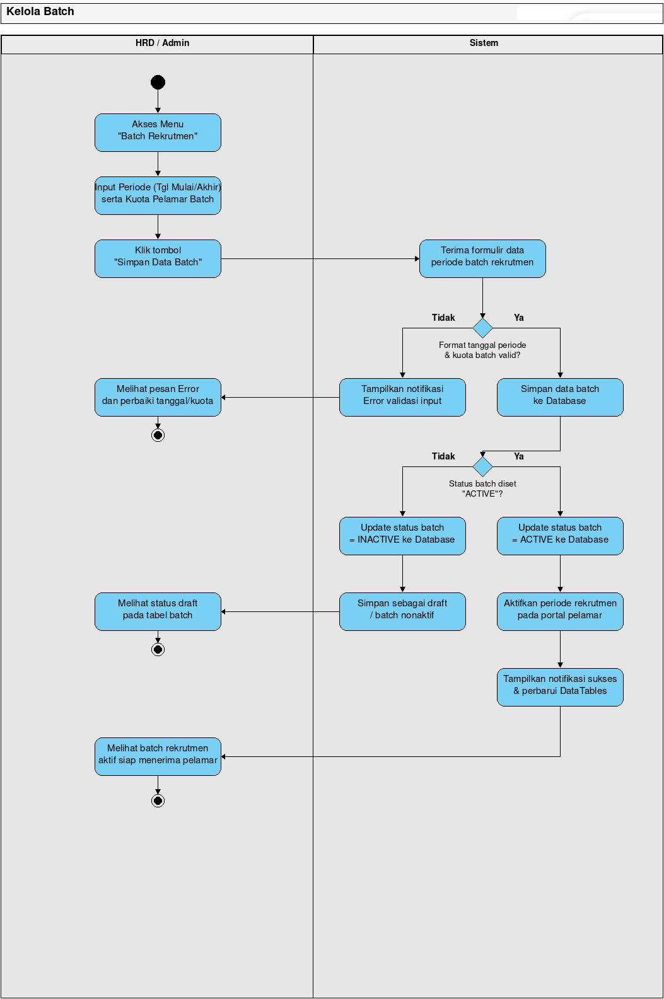 Kelola Batch
HRD / Admin
Sistem
Akses Menu
"Batch Rekrutmen"
Input Periode (Tgl Mulai/Akhir)
serta Kuota Pelamar Batch
Klik tombol
"Simpan Data Batch"
Terima formulir data
periode batch rekrutmen
Tidak
Ya
Format tanggal periode
& kuota batch valid?
Melihat pesan Error
dan perbaiki tanggal/kuota
Tampilkan notifikasi
Error validasi input
Simpan data batch
ke Database
Tidak
Ya
Status batch diset
"ACTIVE"?
Update status batch
= INACTIVE ke Database
Update status batch
= ACTIVE ke Database
Melihat status draft
pada tabel batch
Simpan sebagai draft
/ batch nonaktif
Aktifkan periode rekrutmen
pada portal pelamar
Tampilkan notifikasi sukses
& perbarui DataTables
Melihat batch rekrutmen
aktif siap menerima pelamar